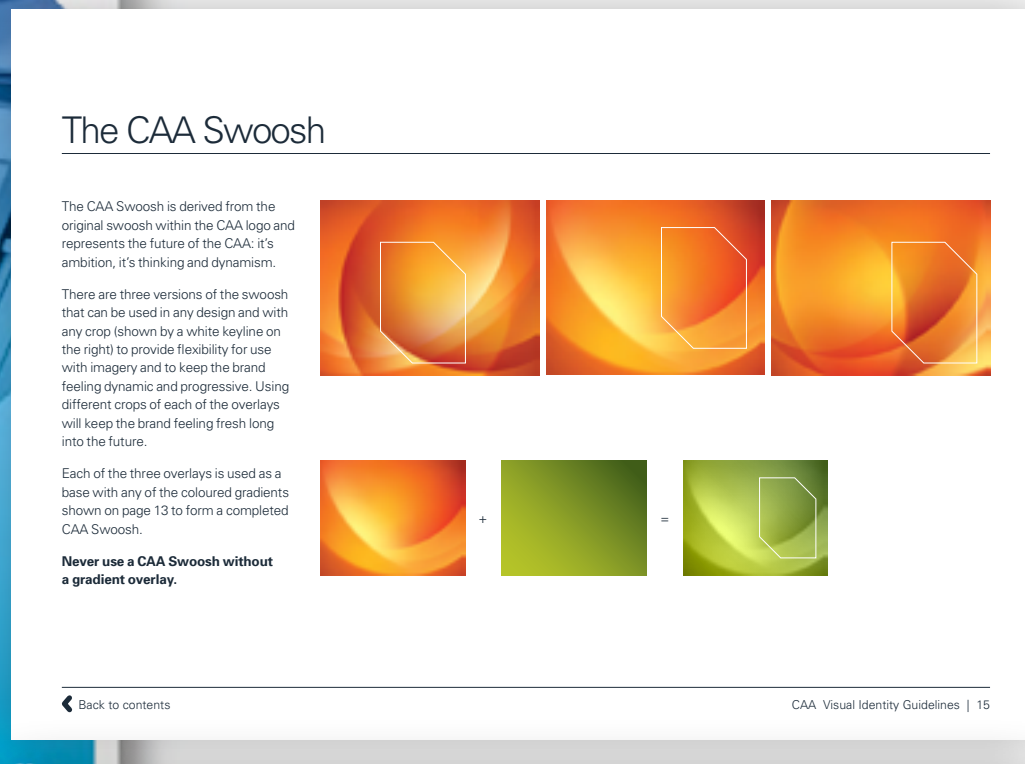 The CAA Swoosh
The CAA Swoosh is derived from the
original swoosh within the CAA logo and
represents the future of the CAA: it's
ambition, it's thinking and dynamism.
There are three versions of the swoosh
that can be used in any design and with
any crop (shown by a white keyline on
the right) to provide flexibility for use
with imagery and to keep the brand
feeling dynamic and progressive. Using
different crops of each of the overlays
will keep the brand feeling fresh long
into the future.
Each of the three overlays is used as a
base with any of the coloured gradients
shown on page 13 to form a completed
CAA Swoosh.
Never use a CAA Swoosh without
a gradient overlay.
+ =
Back to contents
CAA Visual Identity Guidelines | 15